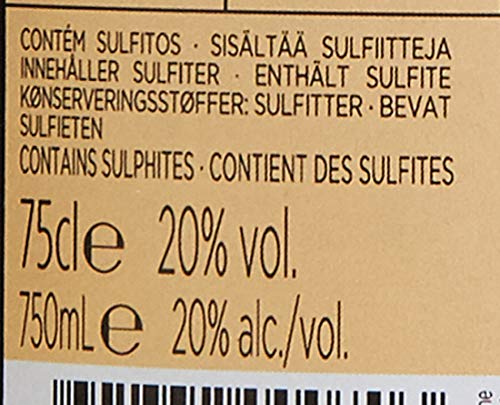 CONTÉM SULFITOS · SISÄLTÄÄ SULFIITTEJA
INNEHÅLLER SULFITER · ENTHÄLT SULFITE
KØNSERVERINGSSTØFFER: SULFITTER · BEVAT
SULFIETEN
CONTAINS SULPHITES · CONTIENT DES SULFITES
75cl℮ 20% vol.
750mL℮ 20% alc./vol.